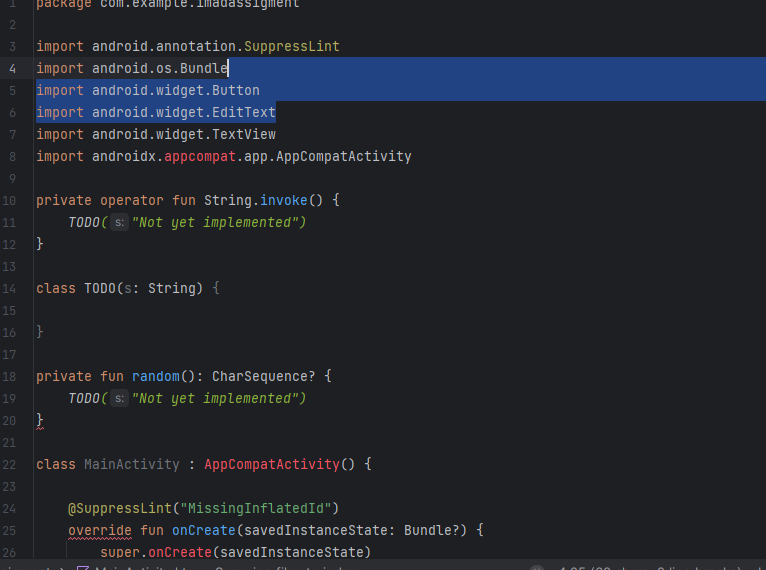 1 package com.example.imadassigment
2
3 import android.annotation.SuppressLint
4 import android.os.Bundle
5 import android.widget.Button
6 import android.widget.EditText
7 import android.widget.TextView
8 import androidx.appcompat.app.AppCompatActivity
9
10 private operator fun String.invoke() {
11 TODO( s: "Not yet implemented")
12 }
13
14 class TODO(s: String) {
15
16 }
17
18 private fun random(): CharSequence? {
19 TODO( s: "Not yet implemented")
20 }
21
22 class MainActivity : AppCompatActivity() {
23
24 @SuppressLint("MissingInflatedId")
25 override fun onCreate(savedInstanceState: Bundle?) {
26 super.onCreate(savedInstanceState)